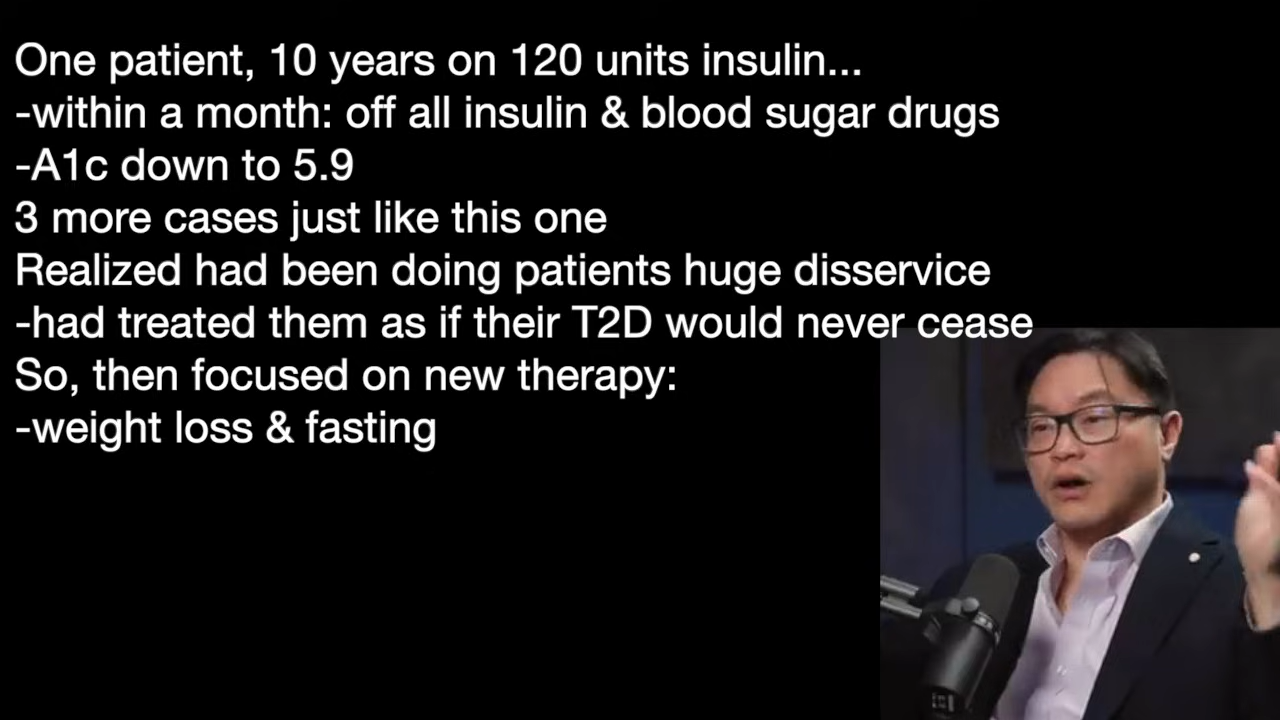 One patient, 10 years on 120 units insulin...
-within a month: off all insulin & blood sugar drugs
-A1c down to 5.9
3 more cases just like this one
Realized had been doing patients huge disservice
-had treated them as if their T2D would never cease
So, then focused on new therapy:
-weight loss & fasting